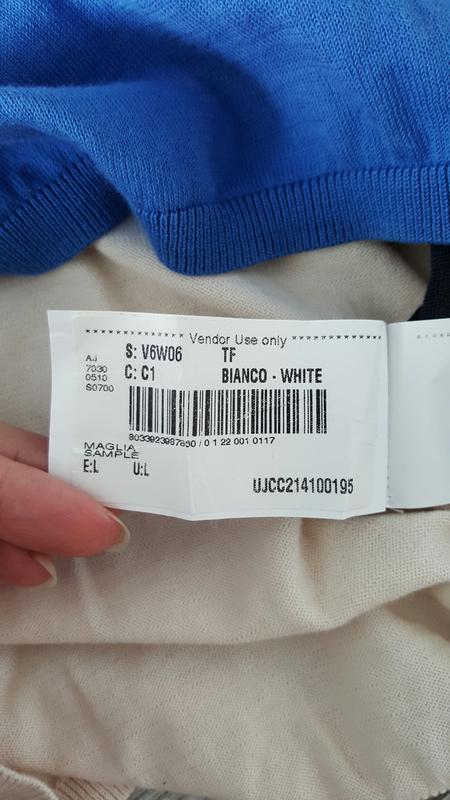 Vendor Use only
AJ
7030
0510
S0700
S: V6W06 TF
C: C1 BIANCO - WHITE
8033923987830 / 0 1 22 001 0117
MAGLIA
SAMPLE
E:L U:L
UJCC214100195